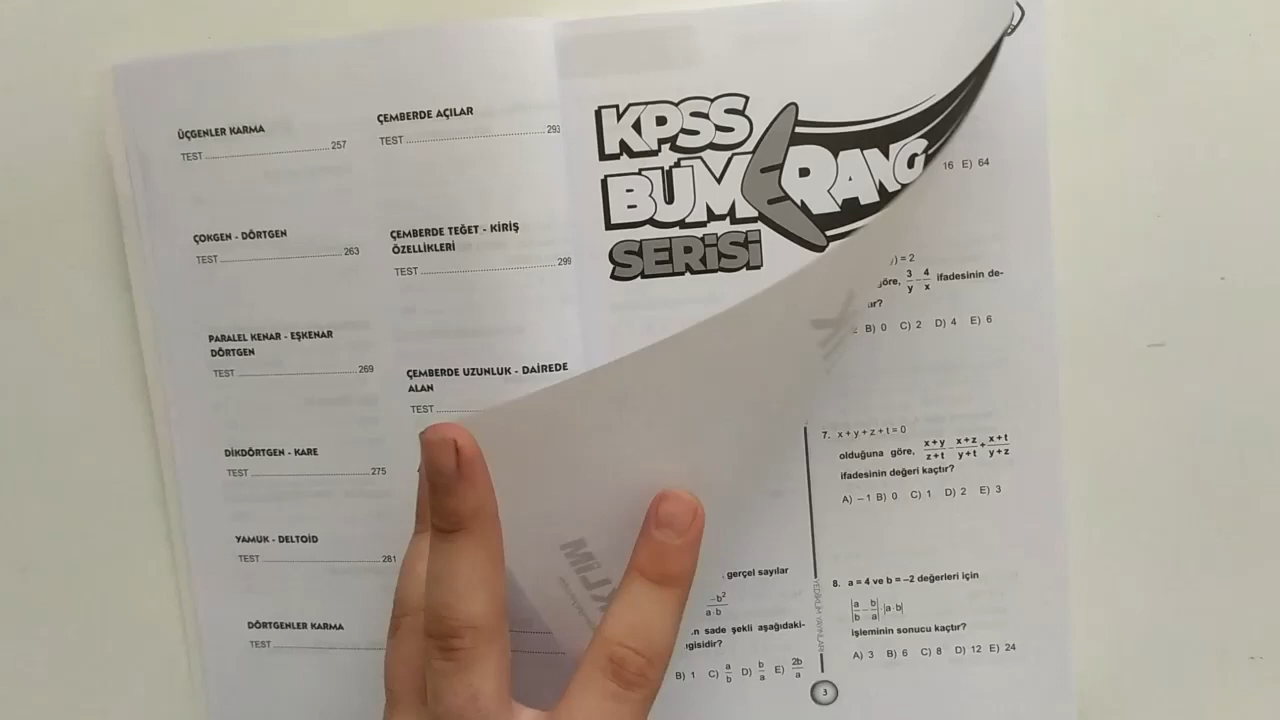 ÜÇGENLER KARMA
TEST ........ 257
ÇOKGEN - DÖRTGEN
TEST ........ 263
PARALEL KENAR - EŞKENAR
DÖRTGEN
TEST ........ 269
DİKDÖRTGEN - KARE
TEST ........ 275
YAMUK - DELTOİD
TEST ........ 281
DÖRTGENLER KARMA
TEST ........
ÇEMBERDE AÇILAR
TEST ........ 293
ÇEMBERDE TEĞET - KİRİŞ
ÖZELLİKLERİ
TEST ........ 299
ÇEMBERDE UZUNLUK - DAİREDE
ALAN
TEST ........
KPSS
BUMERANG
SERİSİ
16 E) 64
) = 2
göre, 3/y - 4/x ifadesinin de-
B) 0 C) 2 D) 4 E) 6
7. x + y + z + t = 0
olduğuna göre, x+y/z+t - x+z/y+t + x+t/y+z
ifadesinin değeri kaçtır?
A) – 1 B) 0 C) 1 D) 2 E) 3
gerçel sayılar
–b²/a·b
sade şekli aşağıdaki-
B) 1 C) a/b D) b/a E) 2b/a
8. a = 4 ve b = –2 değerleri için
|a/b - b/a|·|a·b|
işleminin sonucu kaçtır?
A) 3 B) 6 C) 8 D) 12 E) 24
YEDİİKLİM YAYINLARI
3